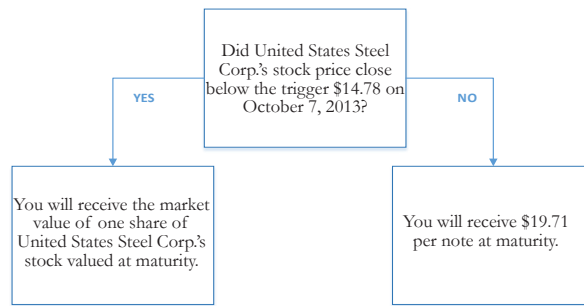 Did United States Steel
Corp.'s stock price close
below the trigger $14.78 on
October 7, 2013?
YES
NO
You will receive the market
value of one share of
United States Steel Corp.'s
stock valued at maturity.
You will receive $19.71
per note at maturity.